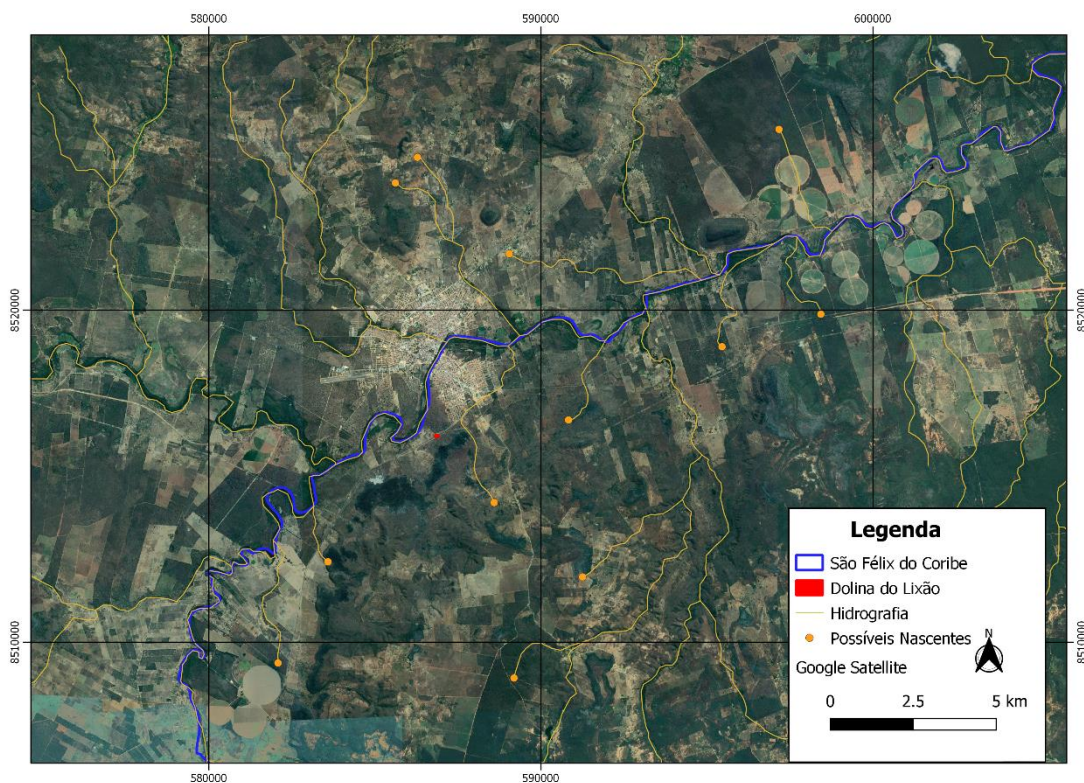 580000 590000 600000
8520000 8520000
8510000 8510000
Legenda
São Félix do Coribe
Dolina do Lixão
Hidrografia
Possíveis Nascentes
Google Satellite
N
0 2.5 5 km
580000 590000